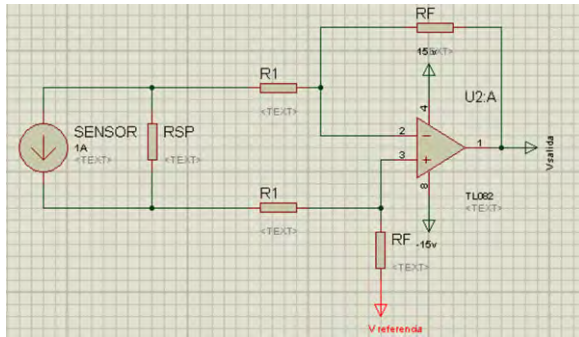 RF
<TEXT>
15v
R1
<TEXT>
4
U2:A
SENSOR
1A
<TEXT>
RSP
<TEXT>
2
3
1
Vsalida
8
TL082
<TEXT>
R1
<TEXT>
RF
<TEXT>
-15v
V referencia